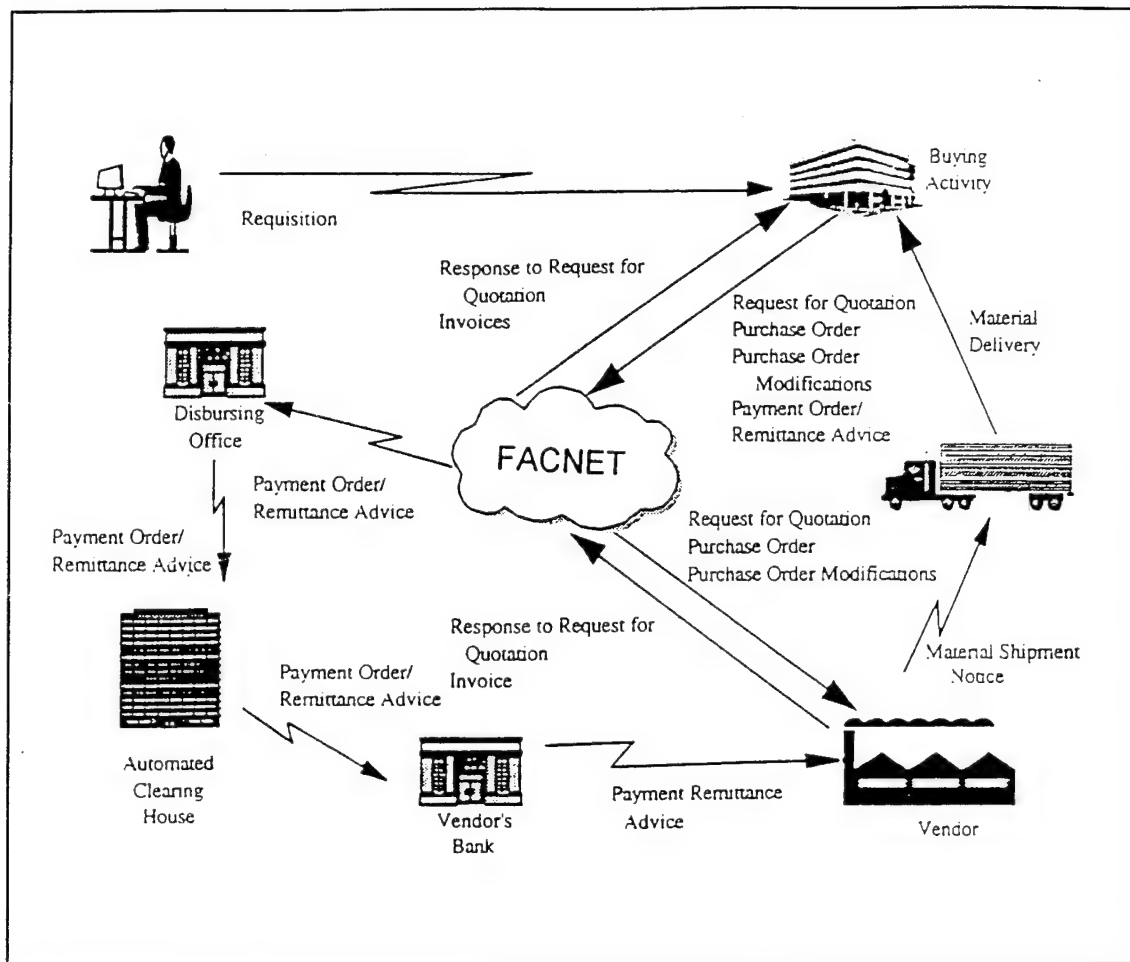 Requisition
Buying
Activity
Response to Request for
Quotation
Invoices
Request for Quotation
Purchase Order
Purchase Order
Modifications
Payment Order/
Remittance Advice
Material
Delivery
Disbursing
Office
FACNET
Payment Order/
Remittance Advice
Payment Order/
Remittance Advice
Request for Quotation
Purchase Order
Purchase Order Modifications
Response to Request for
Quotation
Invoice
Material Shipment
Notice
Payment Order/
Remittance Advice
Automated
Clearing
House
Vendor's
Bank
Payment Remittance
Advice
Vendor